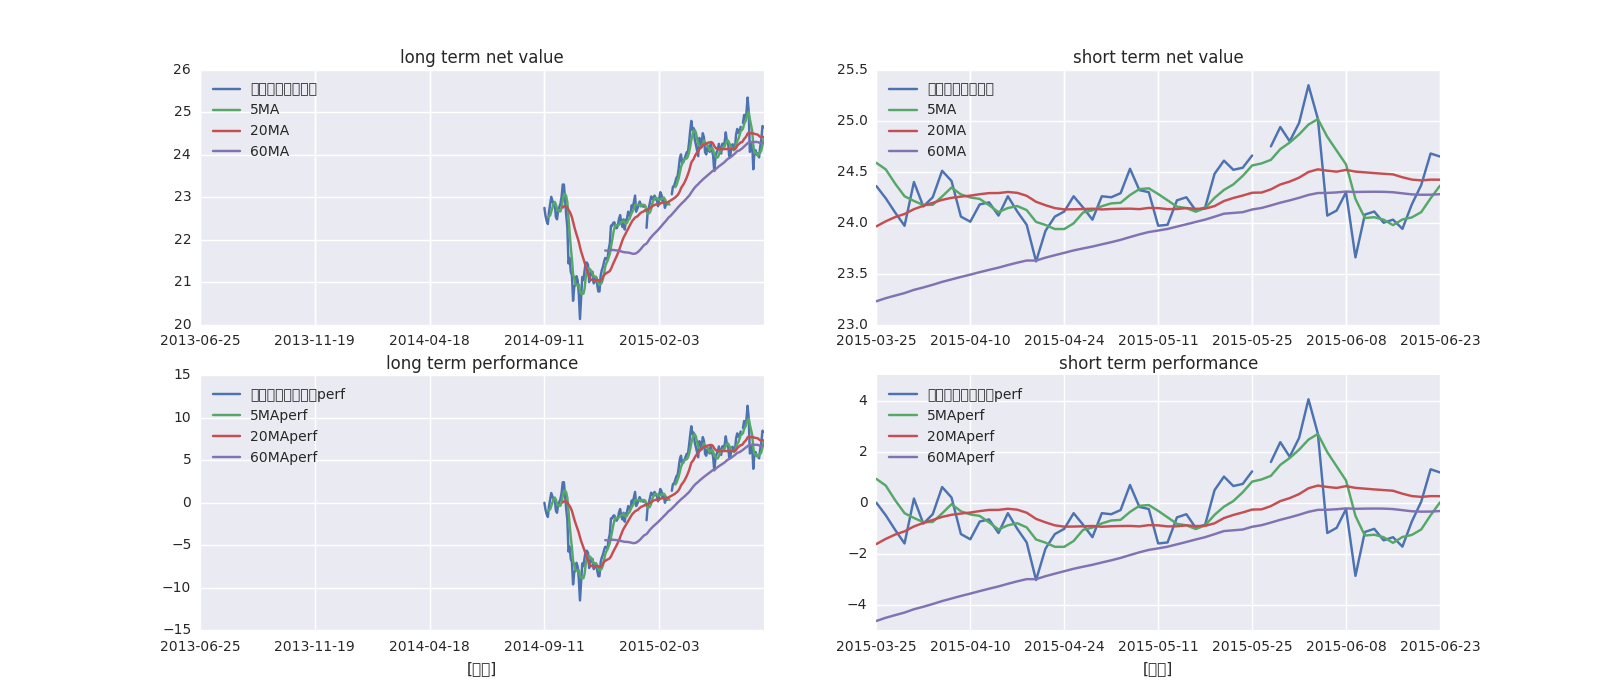 long term net value
26
25
24
23
22
21
20
5MA
20MA
60MA
2013-06-25 2013-11-19 2014-04-18 2014-09-11 2015-02-03
short term net value
25.5
25.0
24.5
24.0
23.5
23.0
5MA
20MA
60MA
2015-03-25 2015-04-10 2015-04-24 2015-05-11 2015-05-25 2015-06-08 2015-06-23
long term performance
15
10
5
0
−5
−10
−15
perf
5MAperf
20MAperf
60MAperf
2013-06-25 2013-11-19 2014-04-18 2014-09-11 2015-02-03
short term performance
4
2
0
−2
−4
perf
5MAperf
20MAperf
60MAperf
2015-03-25 2015-04-10 2015-04-24 2015-05-11 2015-05-25 2015-06-08 2015-06-23